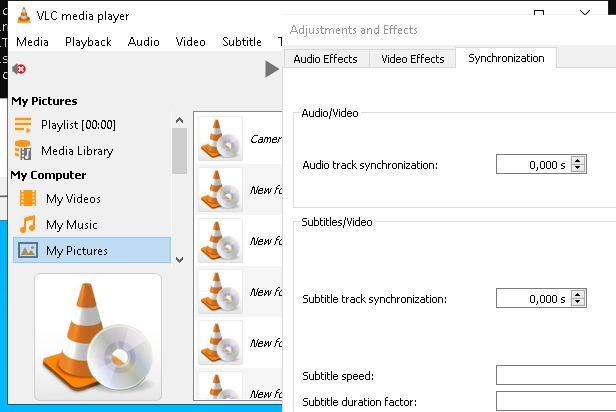 VLC media player
Media Playback Audio Video Subtitle
My Pictures
Playlist [00:00]
Media Library
My Computer
My Videos
My Music
My Pictures
New fo
New fo
New fo
New fo
Adjustments and Effects
Audio Effects Video Effects Synchronization
Audio/Video
Audio track synchronization: 0,000 s
Subtitles/Video
Subtitle track synchronization: 0,000 s
Subtitle speed:
Subtitle duration factor: